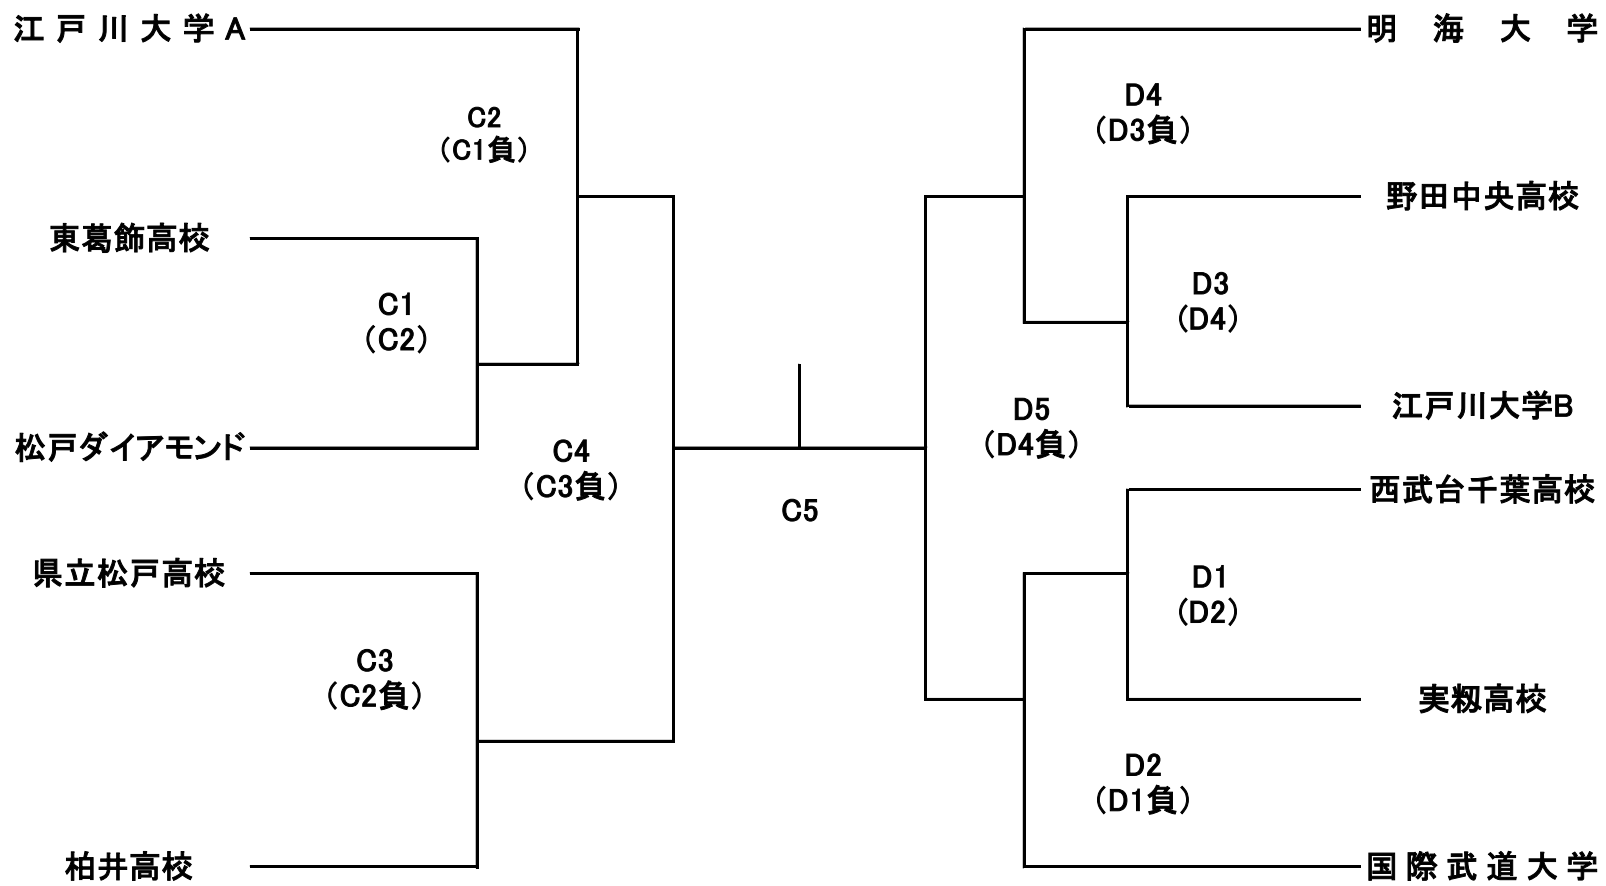 江戸川大学A
C2
（C1負）
東葛飾高校
C1
（C2）
松戸ダイアモンド
C4
（C3負）
県立松戸高校
C3
（C2負）
柏井高校
C5
明海大学
D4
（D3負）
野田中央高校
D3
（D4）
江戸川大学B
D5
（D4負）
西武台千葉高校
D1
（D2）
実籾高校
D2
（D1負）
国際武道大学